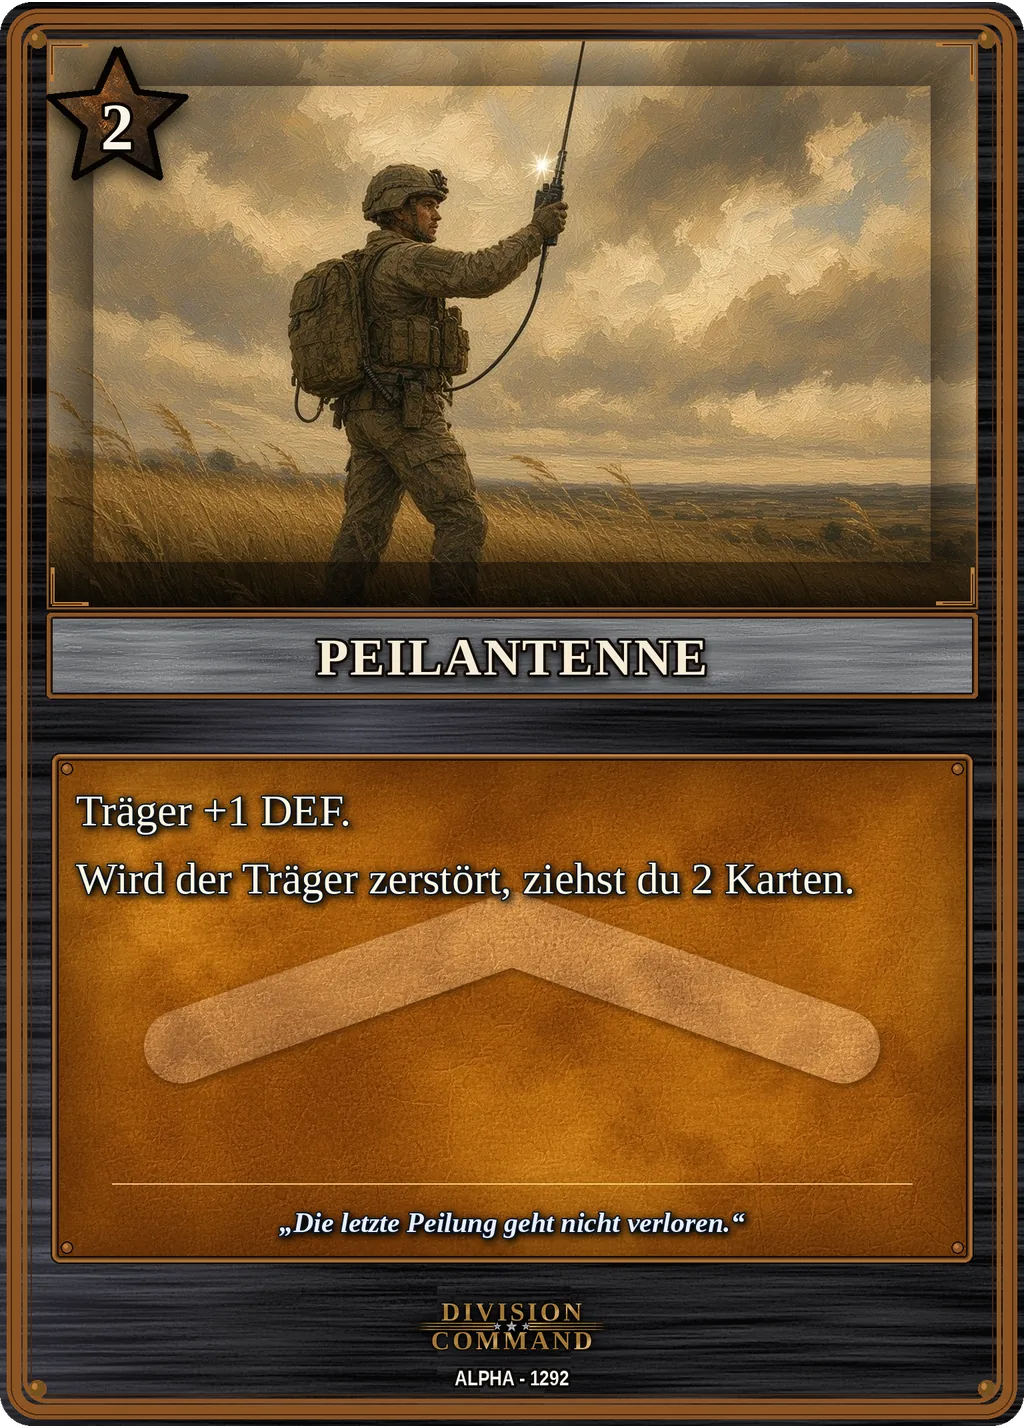 2
PEILANTENNE
Träger +1 DEF.
Wird der Träger zerstört, ziehst du 2 Karten.
„Die letzte Peilung geht nicht verloren.“
DIVISION
COMMAND
ALPHA - 1292